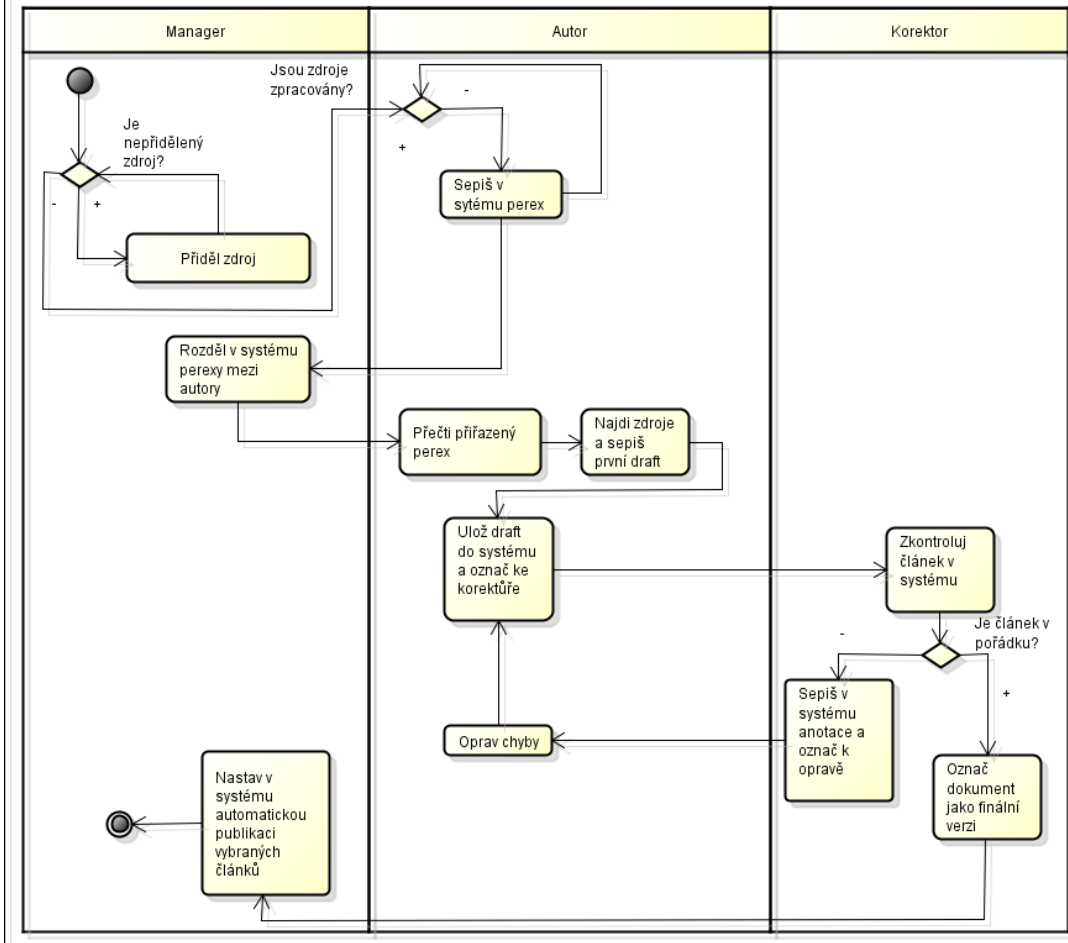 Manager
Autor
Korektor
Jsou zdroje
zpracovány?
-
+
Je
nepřidělený
zdroj?
-
+
Sepiš v
sytému perex
Přiděl zdroj
Rozděl v systému
perexy mezi
autory
Přečti přiřazený
perex
Najdi zdroje
a sepiš
první draft
Ulož draft
do systému
a označ ke
korektůře
Zkontroluj
článek v
systému
Je článek v
pořádku?
-
+
Sepiš v
systému
anotace a
označ k
opravě
Oprav chyby
Označ
dokument
jako finální
verzi
Nastav v
systému
automatickou
publikaci
vybraných
článků